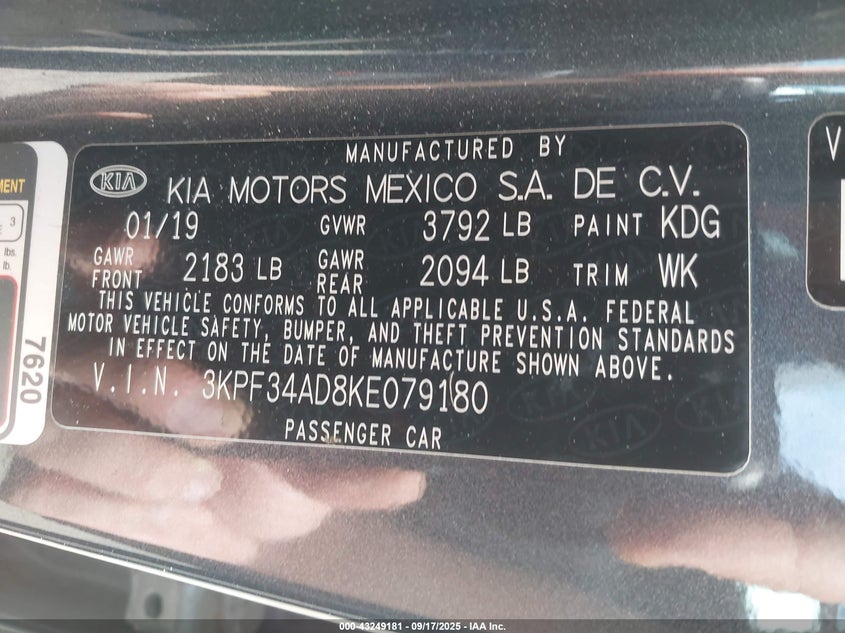 MANUFACTURED BY
KIA KIA MOTORS MEXICO S.A. DE C.V.
01/19 GVWR 3792 LB PAINT KDG
GAWR FRONT 2183 LB GAWR REAR 2094 LB TRIM WK
THIS VEHICLE CONFORMS TO ALL APPLICABLE U.S.A. FEDERAL
MOTOR VEHICLE SAFETY, BUMPER, AND THEFT PREVENTION STANDARDS
IN EFFECT ON THE DATE OF MANUFACTURE SHOWN ABOVE.
V.I.N. 3KPF34AD8KE079180
PASSENGER CAR
3
lbs.
lb.
7620
V
000-43249181 - 09/17/2025 - IAA Inc.